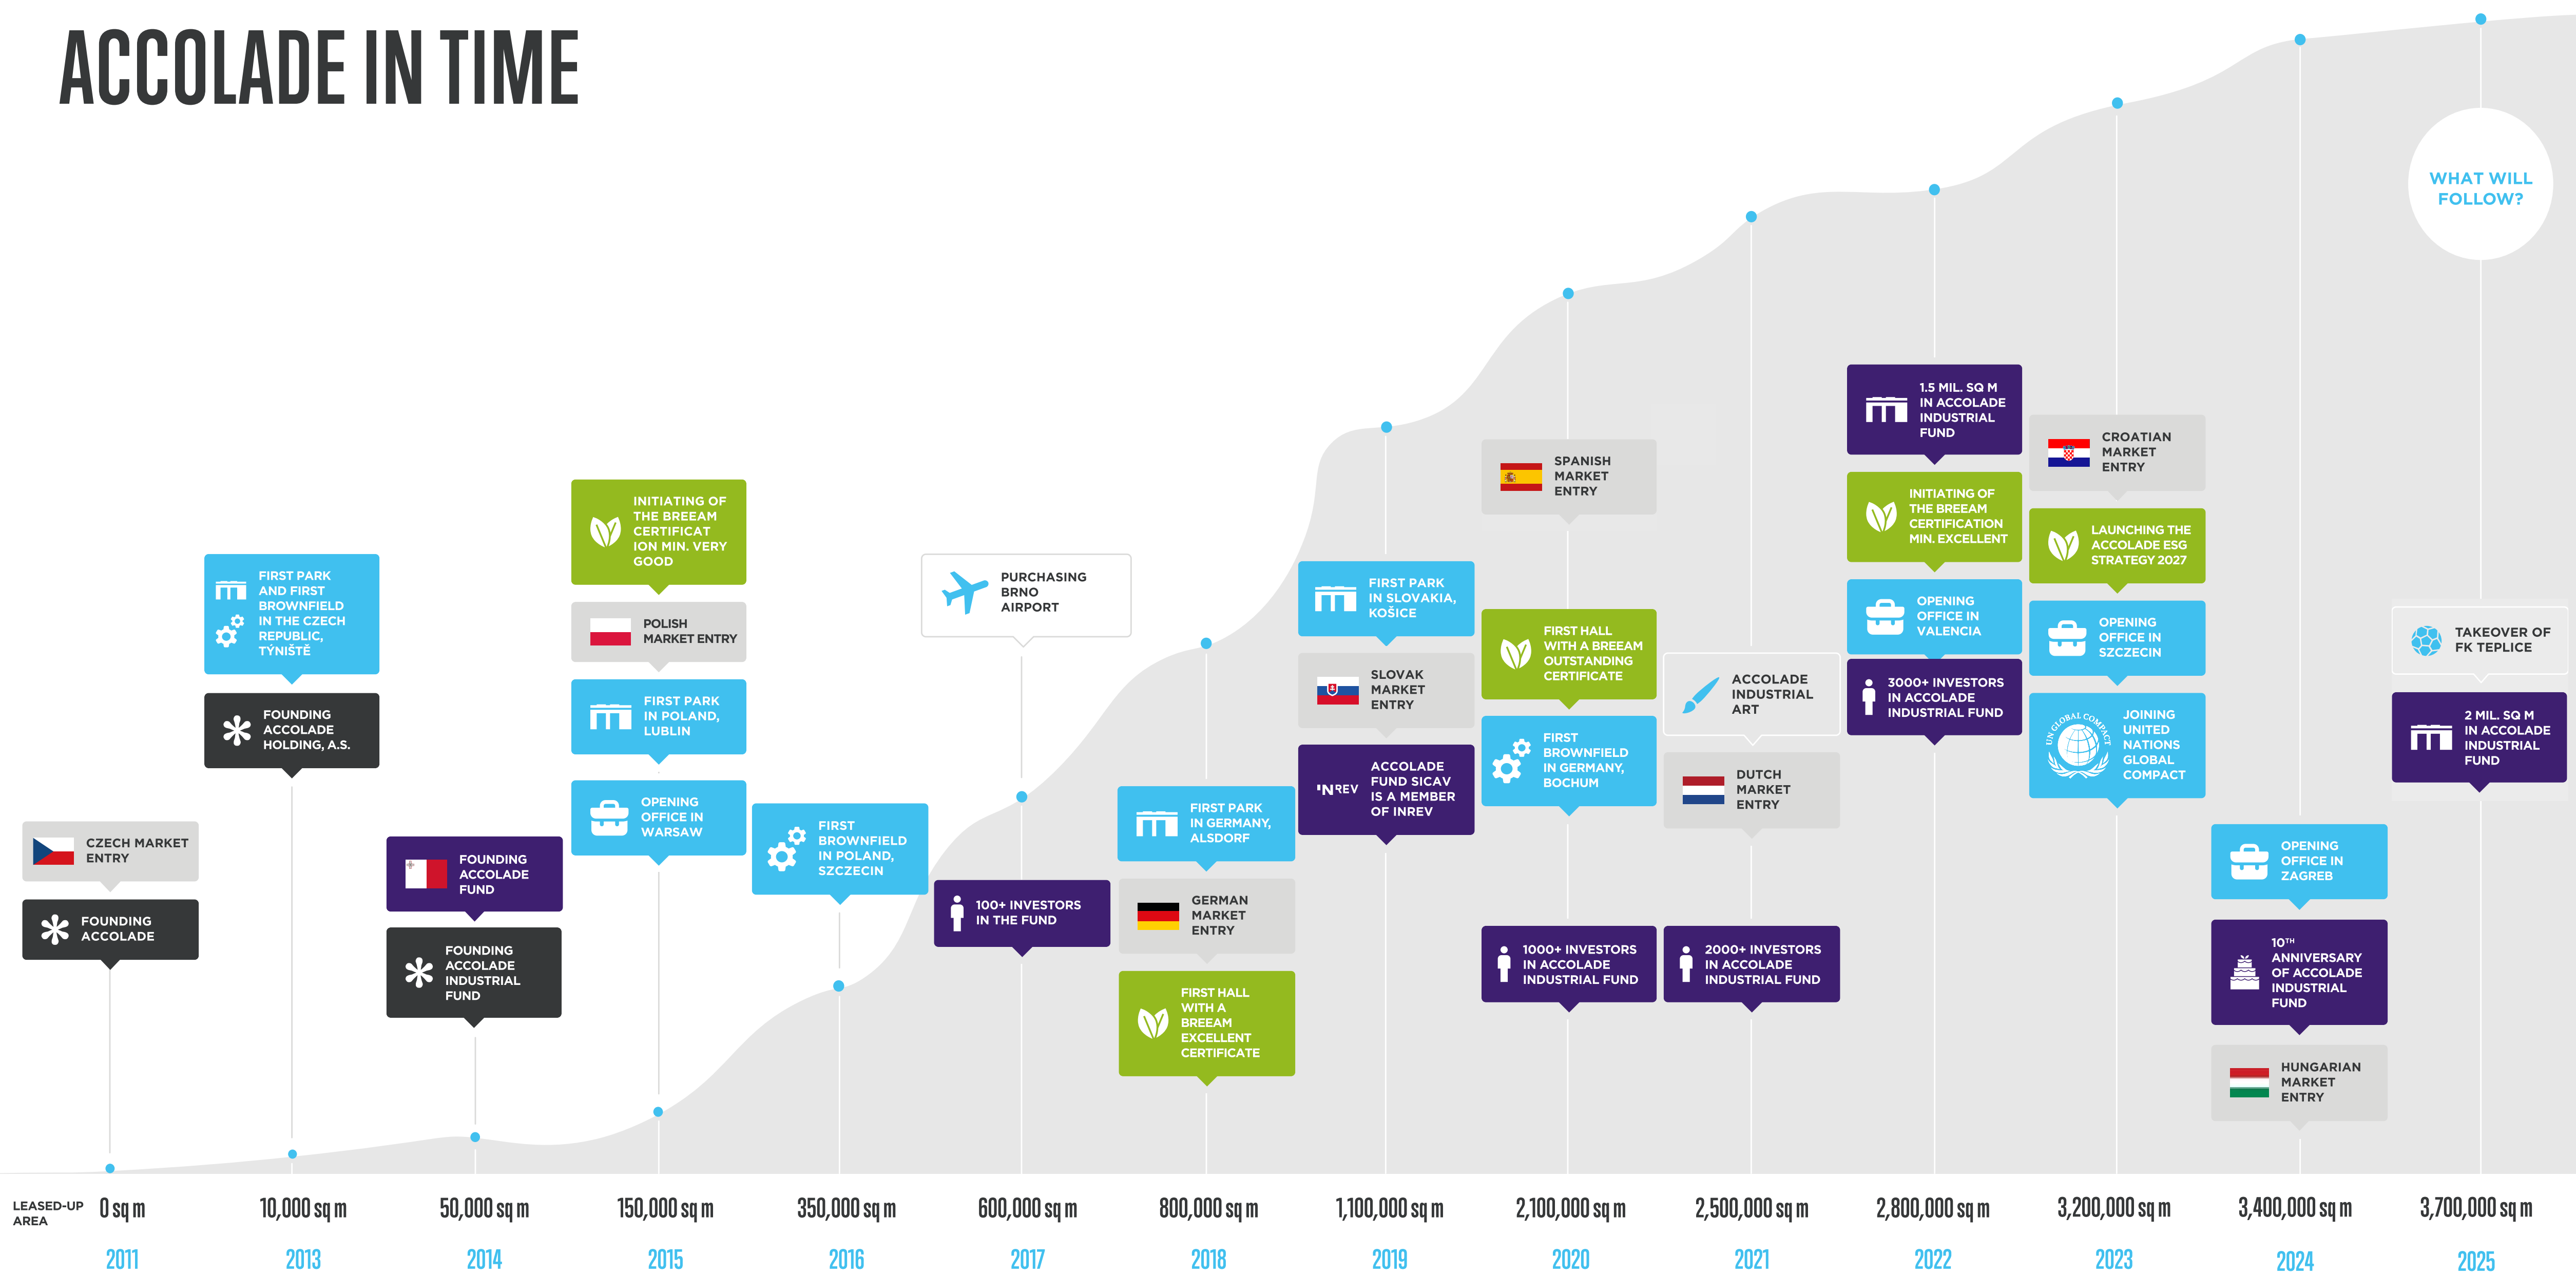 ACCOLADE IN TIME
WHAT WILL
FOLLOW?
CZECH MARKET
ENTRY
FOUNDING
ACCOLADE
FIRST PARK
AND FIRST
BROWNFIELD
IN THE CZECH
REPUBLIC,
TÝNIŠTĚ
FOUNDING
ACCOLADE
HOLDING, A.S.
FOUNDING
ACCOLADE
FUND
FOUNDING
ACCOLADE
INDUSTRIAL
FUND
INITIATING OF
THE BREEAM
CERTIFICAT
ION MIN. VERY
GOOD
POLISH
MARKET ENTRY
FIRST PARK
IN POLAND,
LUBLIN
OPENING
OFFICE IN
WARSAW
FIRST
BROWNFIELD
IN POLAND,
SZCZECIN
PURCHASING
BRNO
AIRPORT
100+ INVESTORS
IN THE FUND
FIRST PARK
IN GERMANY,
ALSDORF
GERMAN
MARKET
ENTRY
FIRST HALL
WITH A
BREEAM
EXCELLENT
CERTIFICATE
FIRST PARK
IN SLOVAKIA,
KOŠICE
SLOVAK
MARKET
ENTRY
INREV
ACCOLADE
FUND SICAV
IS A MEMBER
OF INREV
SPANISH
MARKET
ENTRY
FIRST HALL
WITH A BREEAM
OUTSTANDING
CERTIFICATE
FIRST
BROWNFIELD
IN GERMANY,
BOCHUM
1000+ INVESTORS
IN ACCOLADE
INDUSTRIAL FUND
ACCOLADE
INDUSTRIAL
ART
DUTCH
MARKET
ENTRY
2000+ INVESTORS
IN ACCOLADE
INDUSTRIAL FUND
1.5 MIL. SQ M
IN ACCOLADE
INDUSTRIAL
FUND
INITIATING OF
THE BREEAM
CERTIFICATION
MIN. EXCELLENT
OPENING
OFFICE IN
VALENCIA
3000+ INVESTORS
IN ACCOLADE
INDUSTRIAL FUND
CROATIAN
MARKET
ENTRY
LAUNCHING THE
ACCOLADE ESG
STRATEGY 2027
OPENING
OFFICE IN
SZCZECIN
UN GLOBAL COMPACT
JOINING
UNITED
NATIONS
GLOBAL
COMPACT
OPENING
OFFICE IN
ZAGREB
10TH
ANNIVERSARY
OF ACCOLADE
INDUSTRIAL
FUND
HUNGARIAN
MARKET
ENTRY
TAKEOVER OF
FK TEPLICE
2 MIL. SQ M
IN ACCOLADE
INDUSTRIAL
FUND
LEASED-UP
AREA
0 sq m 10,000 sq m 50,000 sq m 150,000 sq m 350,000 sq m 600,000 sq m 800,000 sq m 1,100,000 sq m 2,100,000 sq m 2,500,000 sq m 2,800,000 sq m 3,200,000 sq m 3,400,000 sq m 3,700,000 sq m
2011 2013 2014 2015 2016 2017 2018 2019 2020 2021 2022 2023 2024 2025